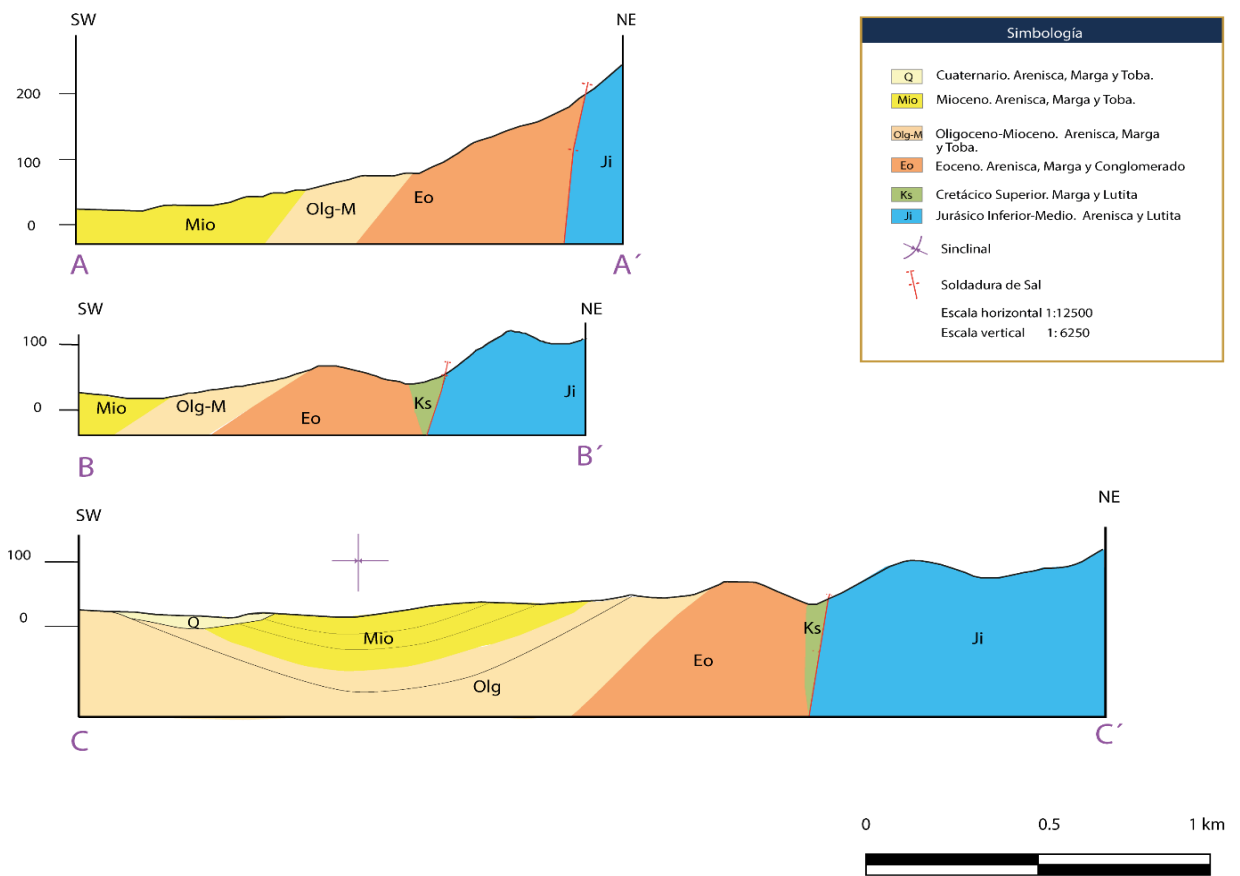 SW
NE
200
100
0
Mio
Olg-M
Eo
Ji
A
A´
SW
NE
100
0
Mio
Olg-M
Eo
Ks
Ji
B
B´
SW
NE
100
0
Q
Mio
Olg
Eo
Ks
Ji
C
C´
Simbología
Q Cuaternario. Arenisca, Marga y Toba.
Mio Mioceno. Arenisca, Marga y Toba.
Olg-M Oligoceno-Mioceno. Arenisca, Marga
y Toba.
Eo Eoceno. Arenisca, Marga y Conglomerado
Ks Cretácico Superior. Marga y Lutita
Ji Jurásico Inferior-Medio. Arenisca y Lutita
Sinclinal
Soldadura de Sal
Escala horizontal 1:12500
Escala vertical 1: 6250
0 0.5 1 km